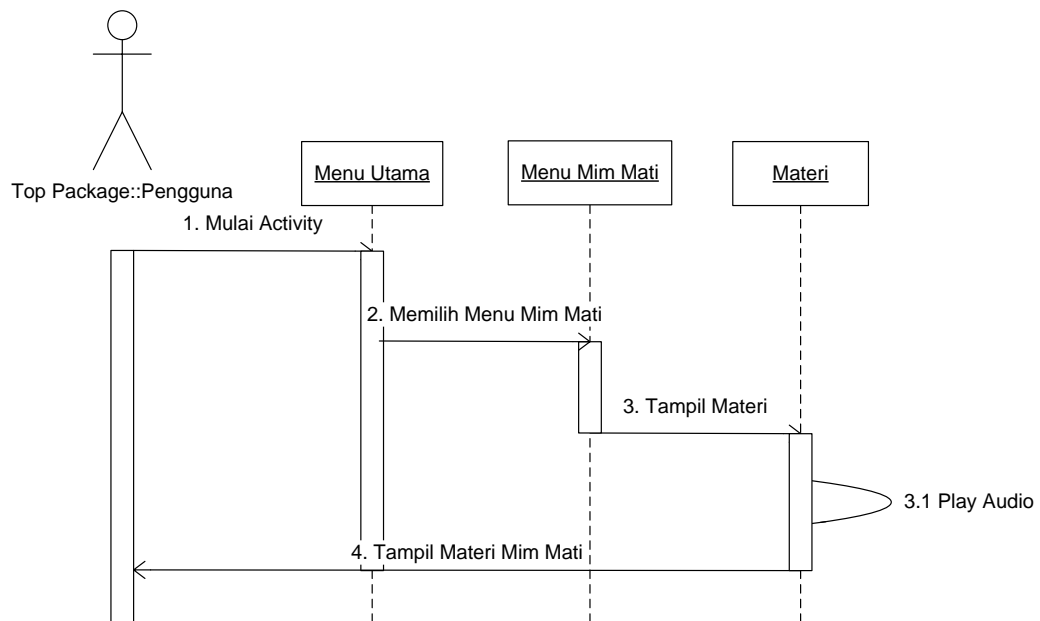 Top Package::Pengguna
Menu Utama
Menu Mim Mati
Materi
1. Mulai Activity
2. Memilih Menu Mim Mati
3. Tampil Materi
3.1 Play Audio
4. Tampil Materi Mim Mati